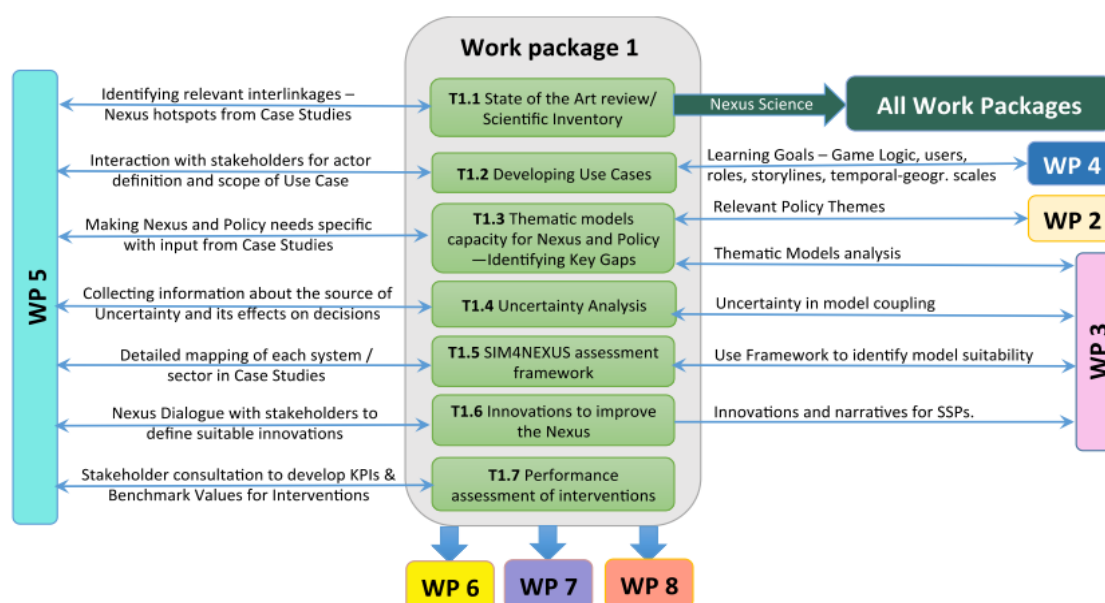 Work package 1
WP 5
Identifying relevant interlinkages –
Nexus hotspots from Case Studies
T1.1 State of the Art review/
Scientific Inventory
Nexus Science
All Work Packages
Interaction with stakeholders for actor
definition and scope of Use Case
T1.2 Developing Use Cases
Learning Goals – Game Logic, users,
roles, storylines, temporal-geogr. scales
WP 4
Making Nexus and Policy needs specific
with input from Case Studies
T1.3 Thematic models
capacity for Nexus and Policy
—Identifying Key Gaps
Relevant Policy Themes
WP 2
Thematic Models analysis
WP 3
Collecting information about the source of
Uncertainty and its effects on decisions
T1.4 Uncertainty Analysis
Uncertainty in model coupling
Detailed mapping of each system /
sector in Case Studies
T1.5 SIM4NEXUS assessment
framework
Use Framework to identify model suitability
Nexus Dialogue with stakeholders to
define suitable innovations
T1.6 Innovations to improve
the Nexus
Innovations and narratives for SSPs.
Stakeholder consultation to develop KPIs &
Benchmark Values for Interventions
T1.7 Performance
assessment of interventions
WP 6
WP 7
WP 8